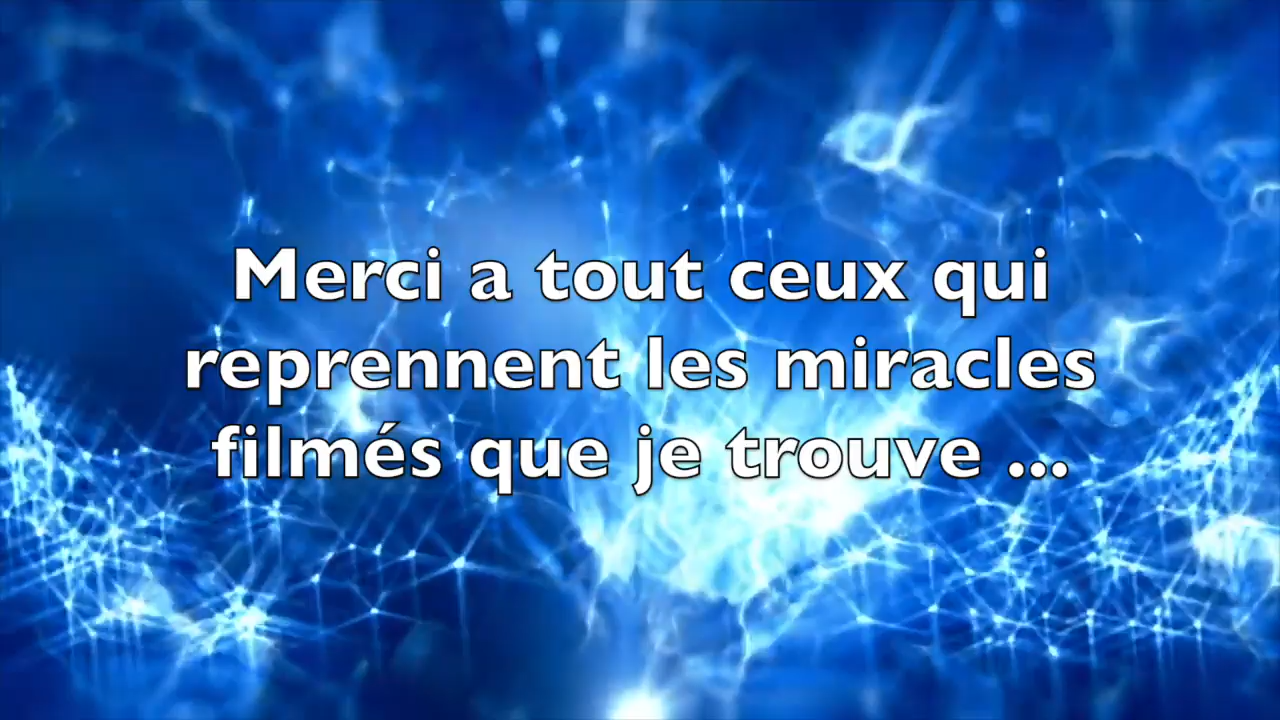 Merci a tout ceux qui
reprennent les miracles
filmés que je trouve ...